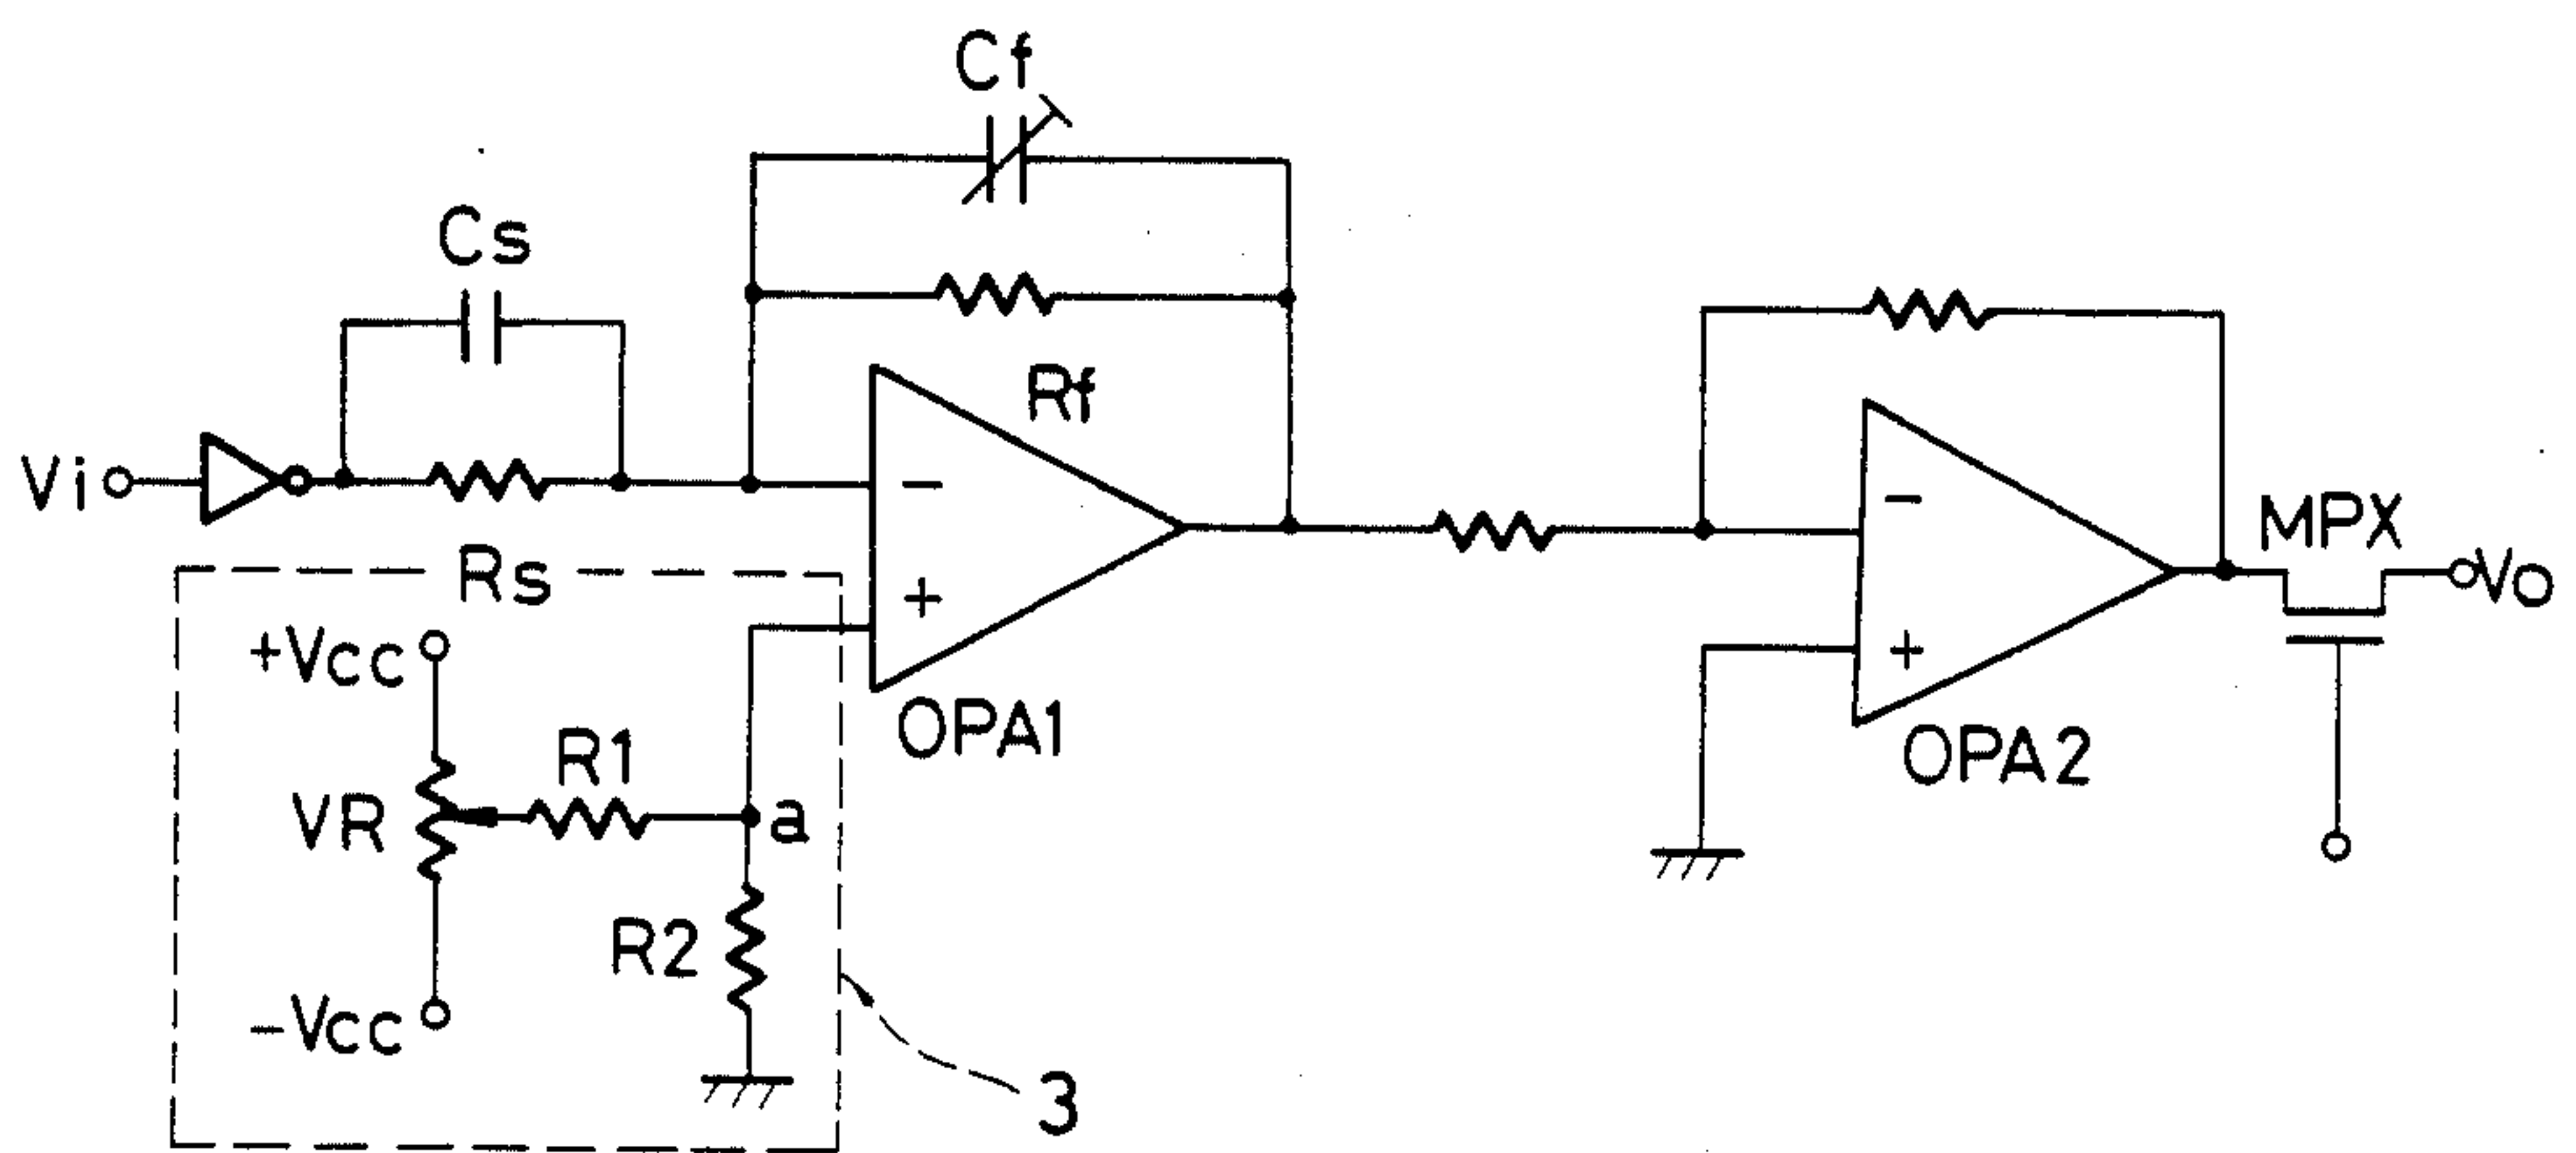 Cf
Cs
Rf
Vi
−
−
MPX
Vo
Rs
+
+Vcc
+
OPA1
R1
OPA2
VR
a
R2
−Vcc
3